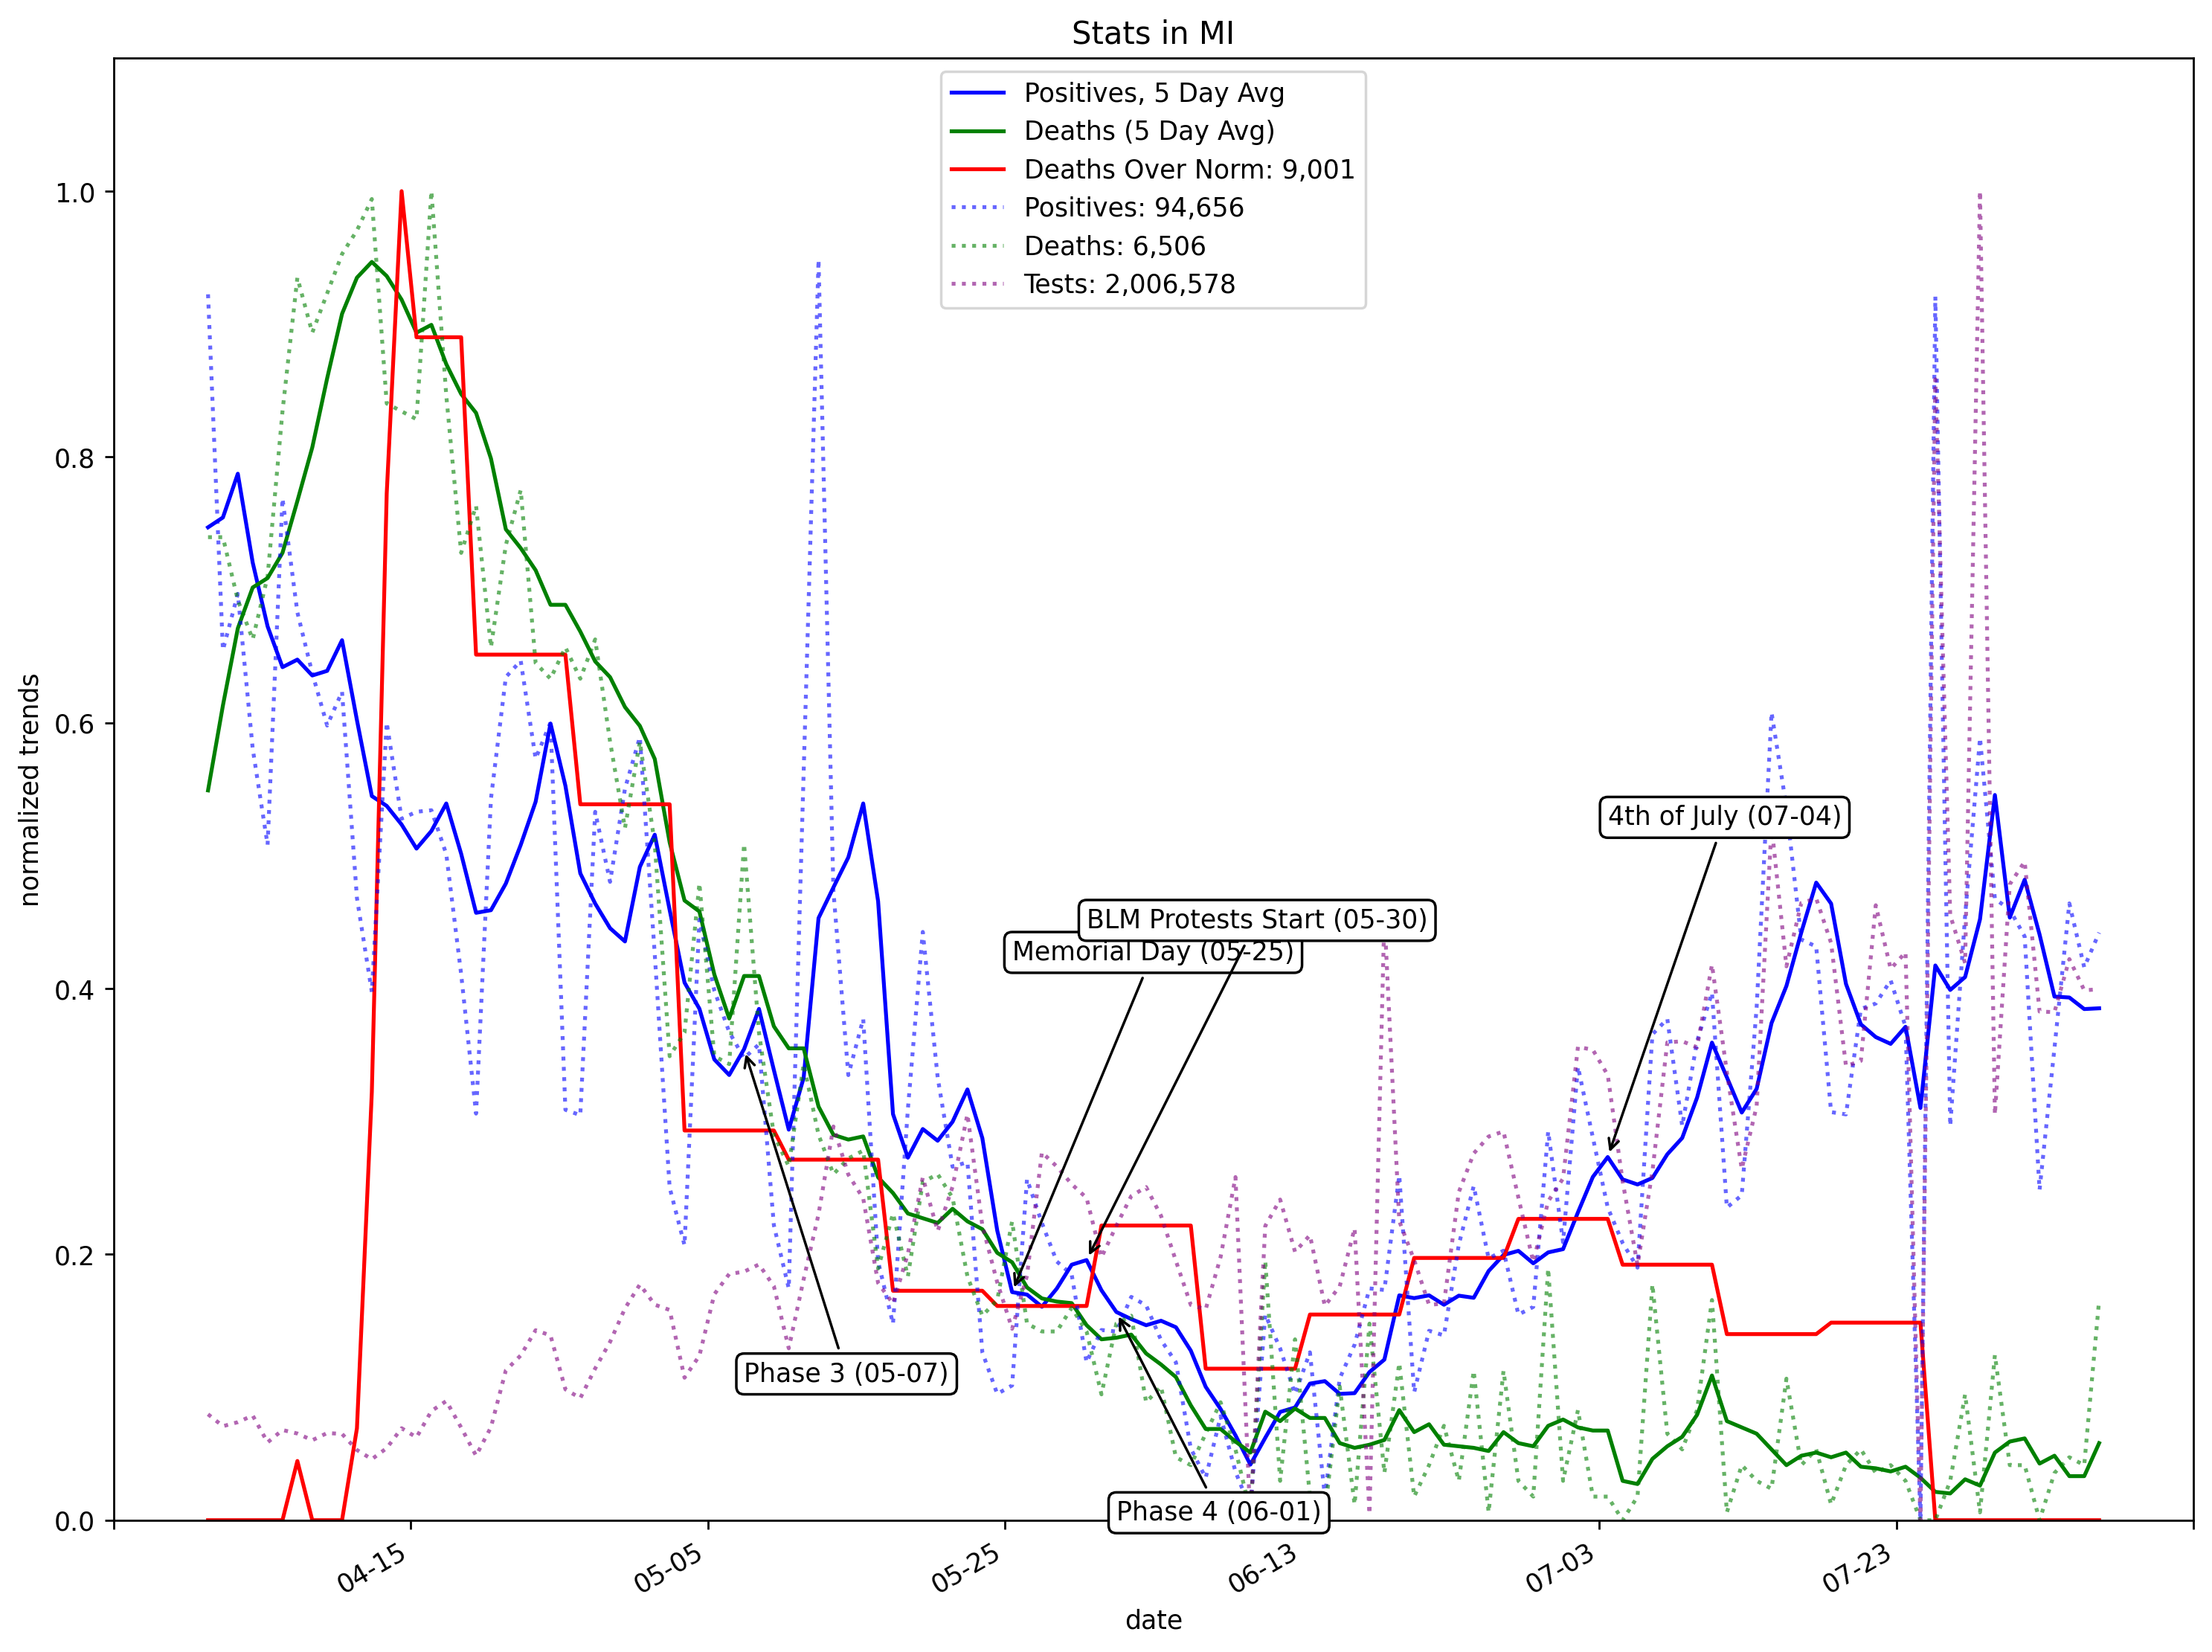 Stats in MI
Positives, 5 Day Avg
Deaths (5 Day Avg)
Deaths Over Norm: 9,001
Positives: 94,656
Deaths: 6,506
Tests: 2,006,578
1.0
0.8
0.6
0.4
0.2
0.0
normalized trends
4th of July (07-04)
BLM Protests Start (05-30)
Memorial Day (05-25)
Phase 3 (05-07)
Phase 4 (06-01)
04-15
05-05
05-25
06-13
07-03
07-23
date